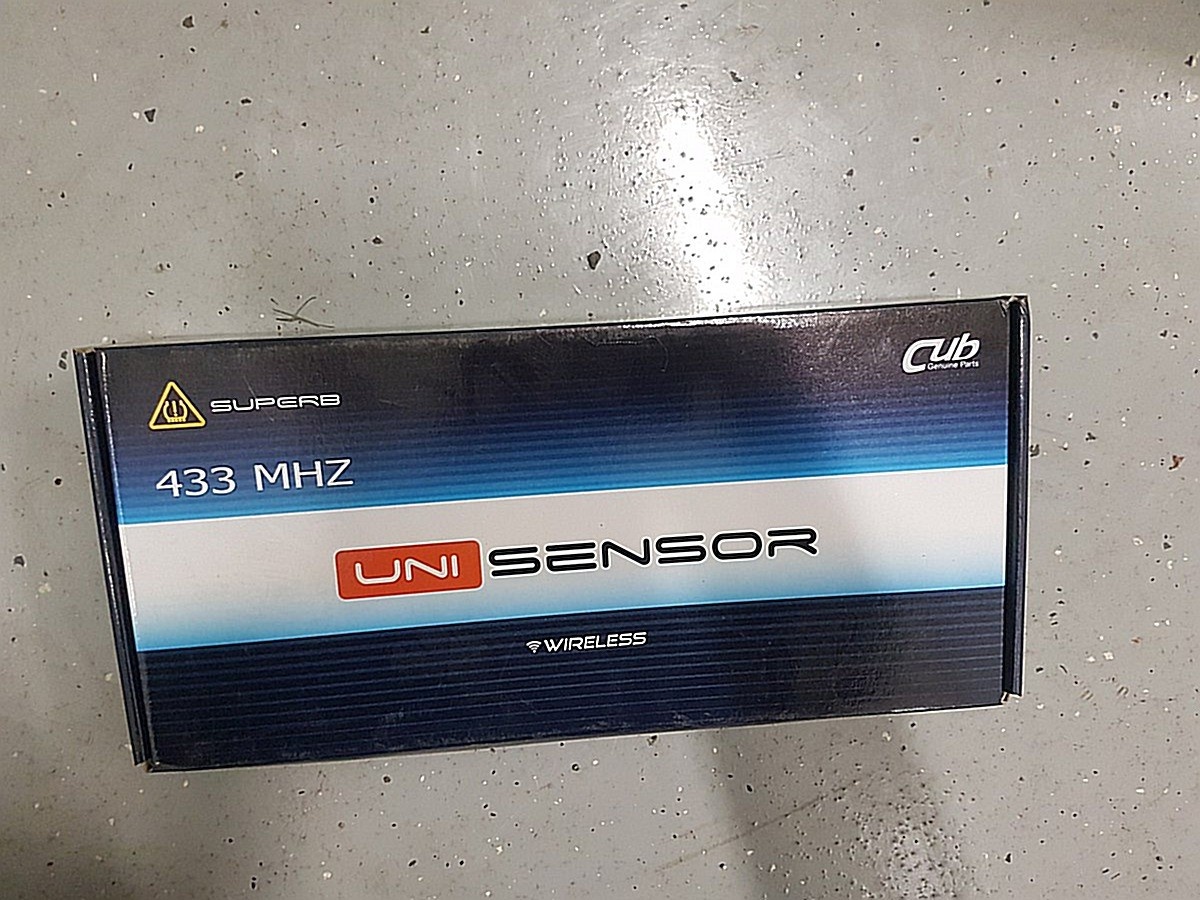 SUPERB
Cub
Genuine Parts
433 MHZ
UNI SENSOR
WIRELESS